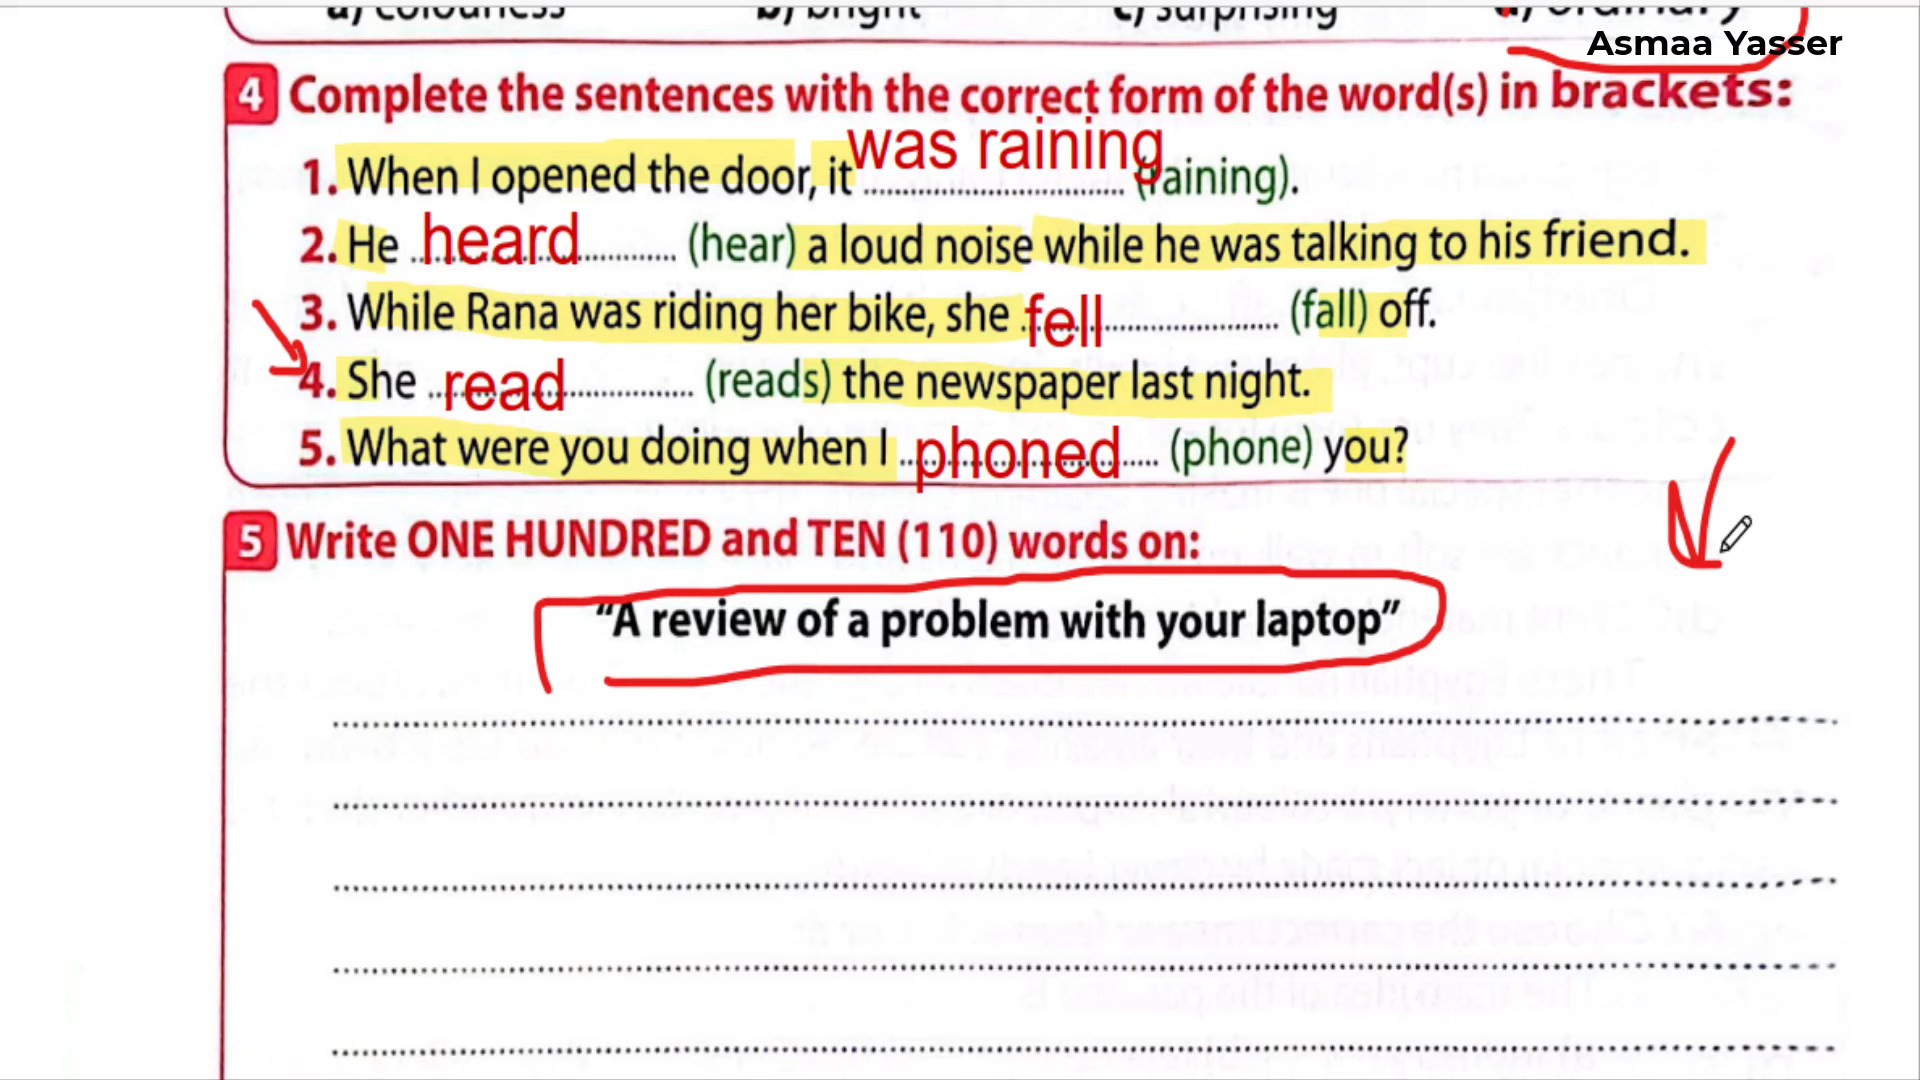 a) colourless b) bright c) surprising d) ordinary
Asmaa Yasser
4 Complete the sentences with the correct form of the word(s) in brackets:
1. When I opened the door, it was raining (raining).
2. He heard (hear) a loud noise while he was talking to his friend.
3. While Rana was riding her bike, she fell (fall) off.
4. She read (reads) the newspaper last night.
5. What were you doing when I phoned (phone) you?
5 Write ONE HUNDRED and TEN (110) words on:
“A review of a problem with your laptop”